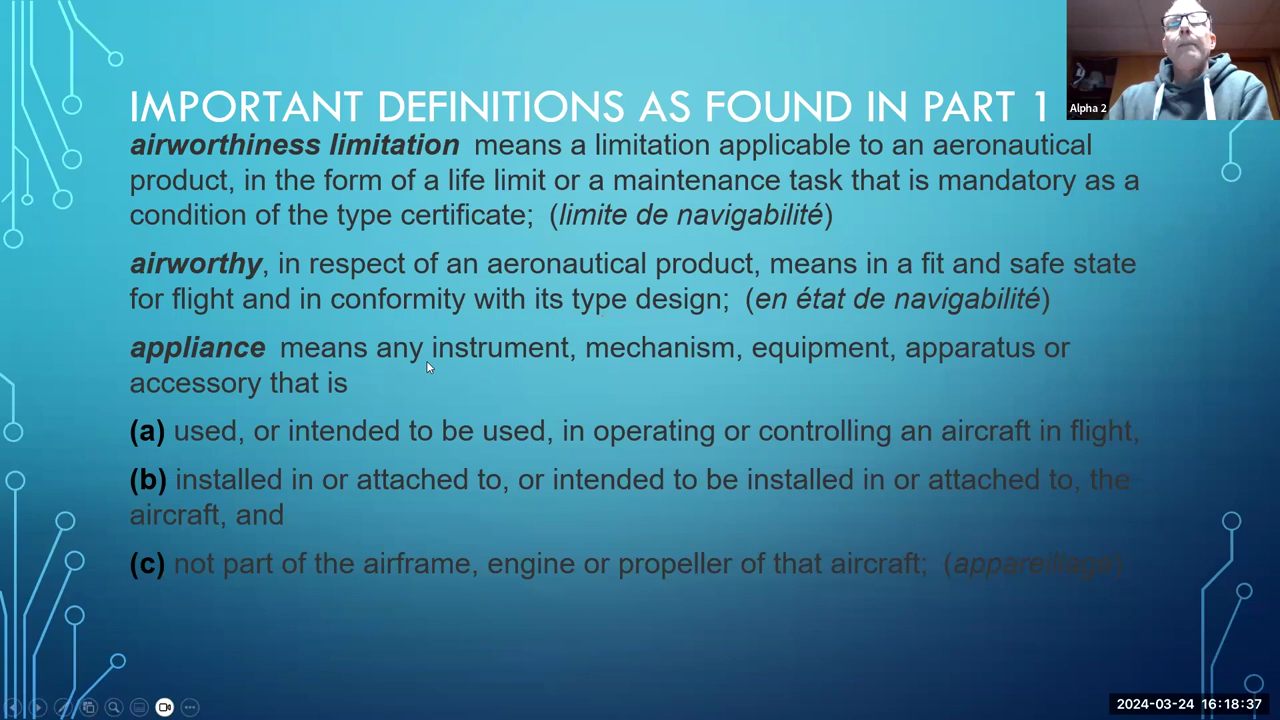 IMPORTANT DEFINITIONS AS FOUND IN PART 1
Alpha 2
airworthiness limitation means a limitation applicable to an aeronautical
product, in the form of a life limit or a maintenance task that is mandatory as a
condition of the type certificate; (limite de navigabilité)
airworthy, in respect of an aeronautical product, means in a fit and safe state
for flight and in conformity with its type design; (en état de navigabilité)
appliance means any instrument, mechanism, equipment, apparatus or
accessory that is
(a) used, or intended to be used, in operating or controlling an aircraft in flight,
(b) installed in or attached to, or intended to be installed in or attached to, the
aircraft, and
(c) not part of the airframe, engine or propeller of that aircraft; (appareillage)
2024-03-24 16:18:37